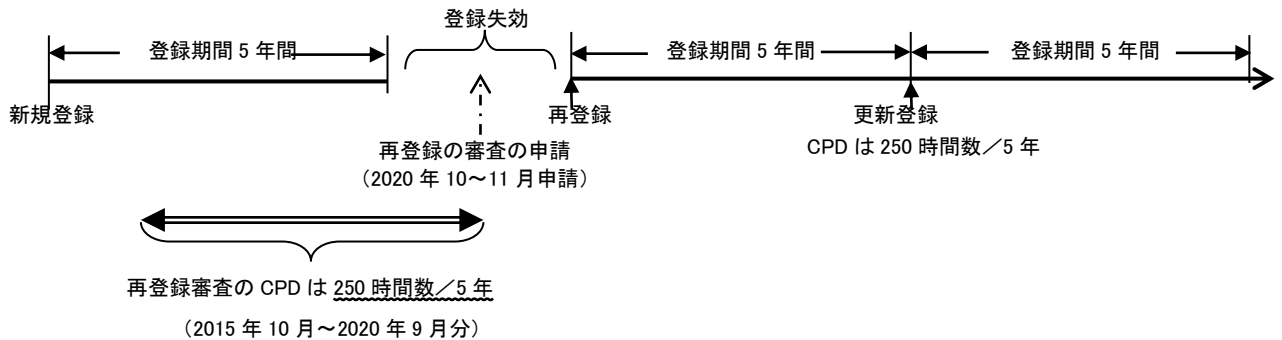 登録失効
登録期間 5 年間
登録期間 5 年間
登録期間 5 年間
新規登録
再登録
更新登録
再登録の審査の申請
（2020 年 10～11 月申請）
CPD は 250 時間数／5 年
再登録審査の CPD は 250 時間数／5 年
（2015 年 10 月～2020 年 9 月分）